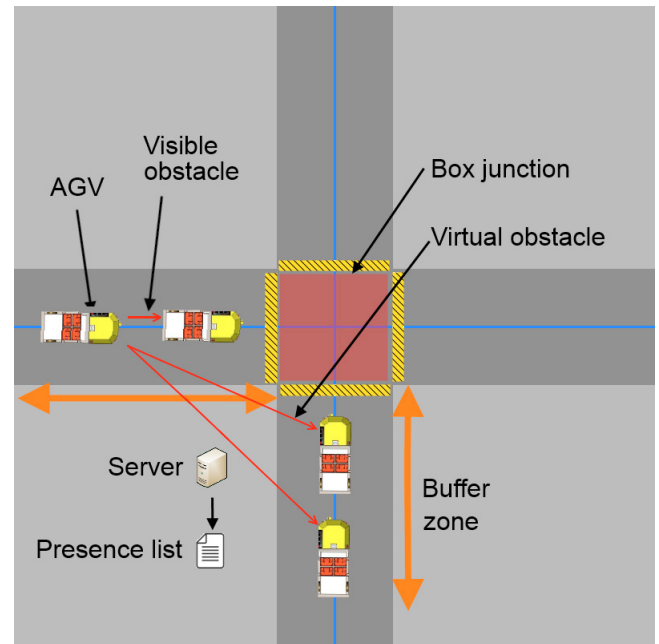 Visible
obstacle
AGV
Box junction
Virtual obstacle
Server
Presence list
Buffer
zone